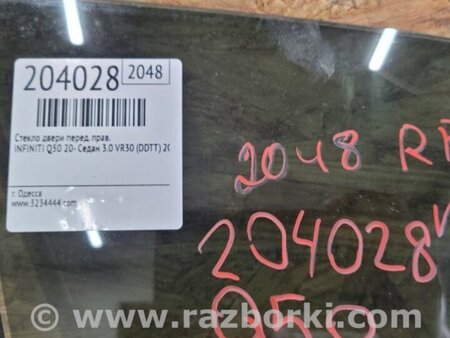 204028 2048
Стекло двери перед. прав.
INFINITI Q50 20- Седан 3.0 VR30 (DDTT) 20
г. Одесса
www.3234444.com
2048 RF
204028
Q50
www.razborki.com